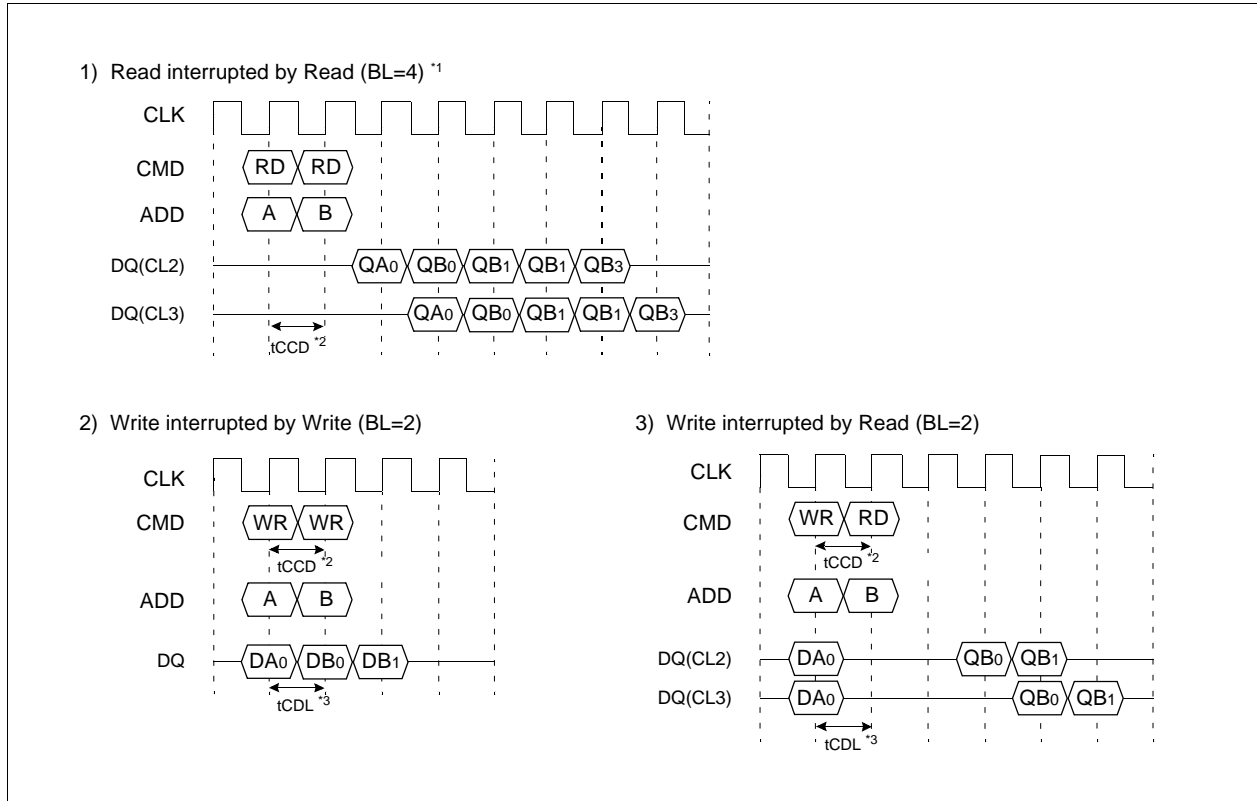 1) Read interrupted by Read (BL=4) *1
CLK
CMD RD RD
ADD A B
DQ(CL2) QA0 QB0 QB1 QB1 QB3
DQ(CL3) QA0 QB0 QB1 QB1 QB3
tCCD *2
2) Write interrupted by Write (BL=2)
CLK
CMD WR WR
tCCD *2
ADD A B
DQ DA0 DB0 DB1
tCDL *3
3) Write interrupted by Read (BL=2)
CLK
CMD WR RD
tCCD *2
ADD A B
DQ(CL2) DA0 QB0 QB1
DQ(CL3) DA0 QB0 QB1
tCDL *3